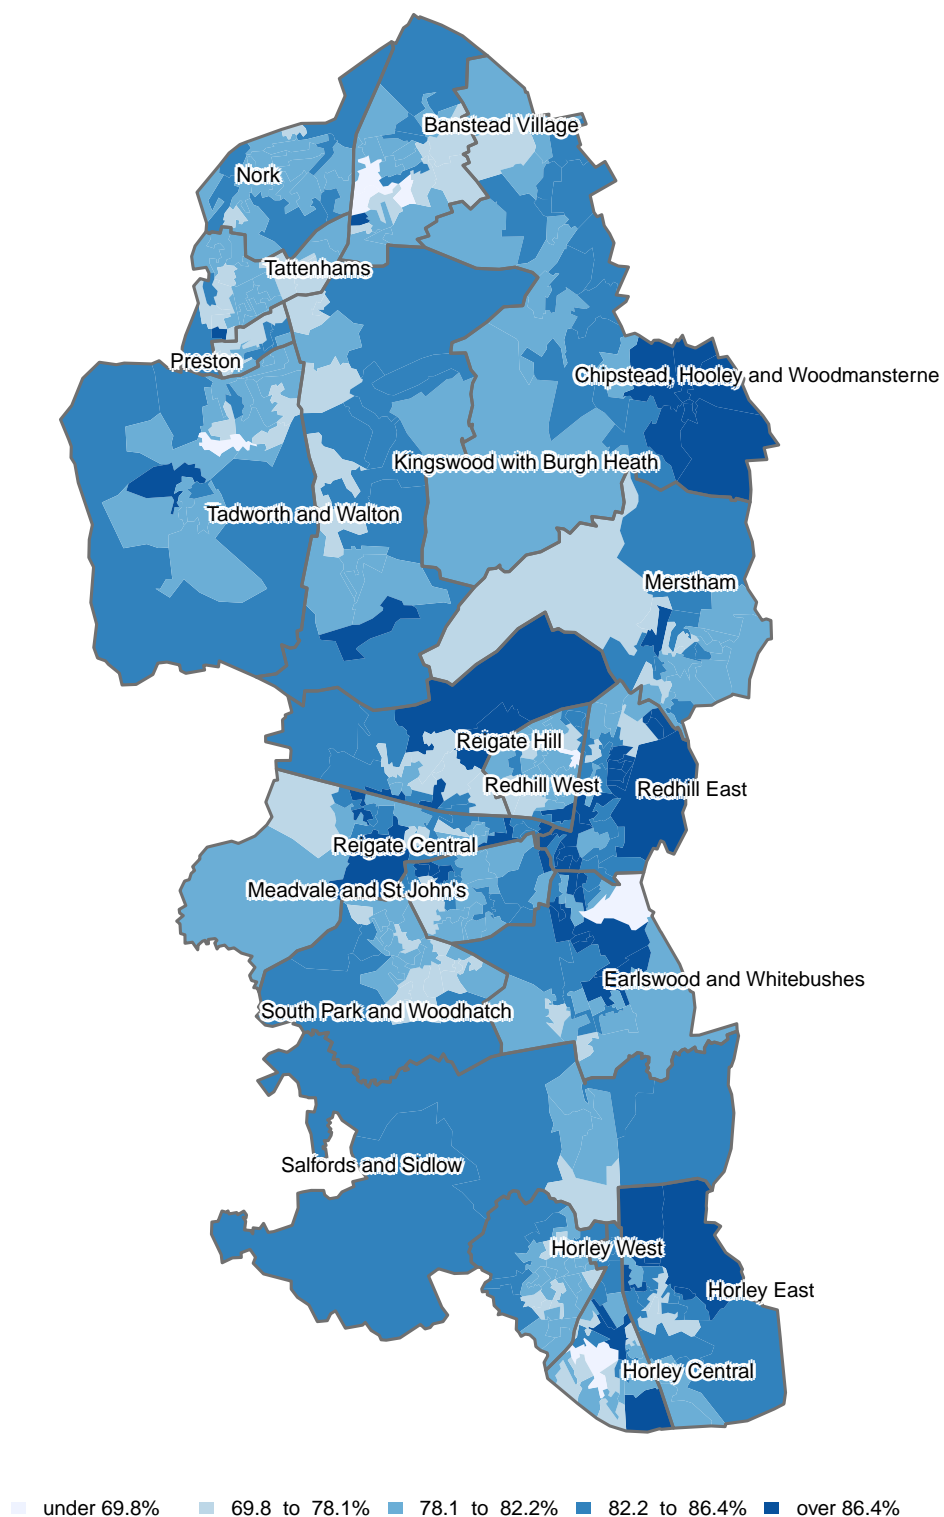 Banstead Village
Nork
Tattenhams
Preston
Chipstead, Hooley and Woodmansterne
Kingswood with Burgh Heath
Tadworth and Walton
Merstham
Reigate Hill
Redhill West
Redhill East
Reigate Central
Meadvale and St John's
Earlswood and Whitebushes
South Park and Woodhatch
Salfords and Sidlow
Horley West
Horley East
Horley Central
under 69.8% 69.8 to 78.1% 78.1 to 82.2% 82.2 to 86.4% over 86.4%